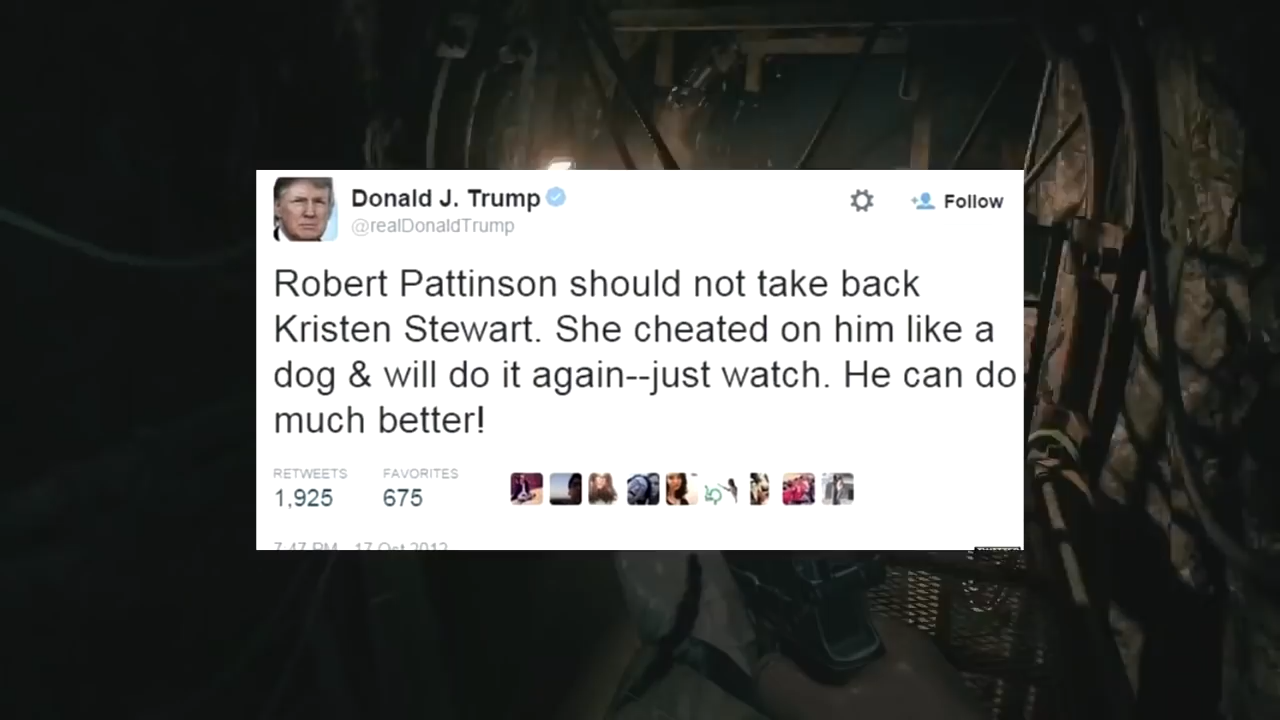 Donald J. Trump
@realDonaldTrump
Follow
Robert Pattinson should not take back
Kristen Stewart. She cheated on him like a
dog & will do it again--just watch. He can do
much better!
RETWEETS FAVORITES
1,925 675
7:47 PM - 17 Oct 2012